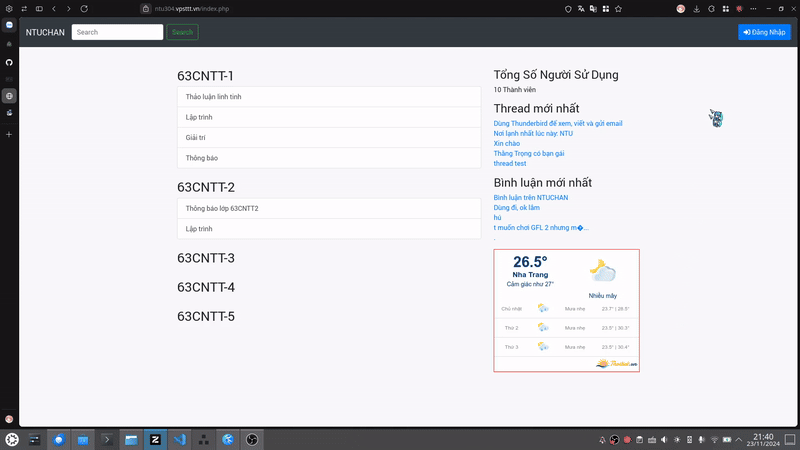 ntu304.vpsttt.vn/index.php
NTUCHAN
Search
Search
Đăng Nhập
63CNTT-1
Thảo luận linh tinh
Lập trình
Giải trí
Thông báo
63CNTT-2
Thông báo lớp 63CNTT2
Lập trình
63CNTT-3
63CNTT-4
63CNTT-5
Tổng Số Người Sử Dụng
10 Thành viên
Thread mới nhất
Dùng Thunderbird để xem, viết và gửi email
Nơi lạnh nhất lúc này: NTU
Xin chào
Thằng Trọng có bạn gái
thread test
Bình luận mới nhất
Bình luận trên NTUCHAN
Dùng đi, ok lắm
hú
t muốn chơi GFL 2 nhưng m�...
.
26.5°
Nha Trang
Cảm giác như 27°
Nhiều mây
Chủ nhật Mưa nhẹ 23.7° | 28.5°
Thứ 2 Mưa nhẹ 23.5° | 30.3°
Thứ 3 Mưa nhẹ 23.5° | 30.4°
21:40
23/11/2024